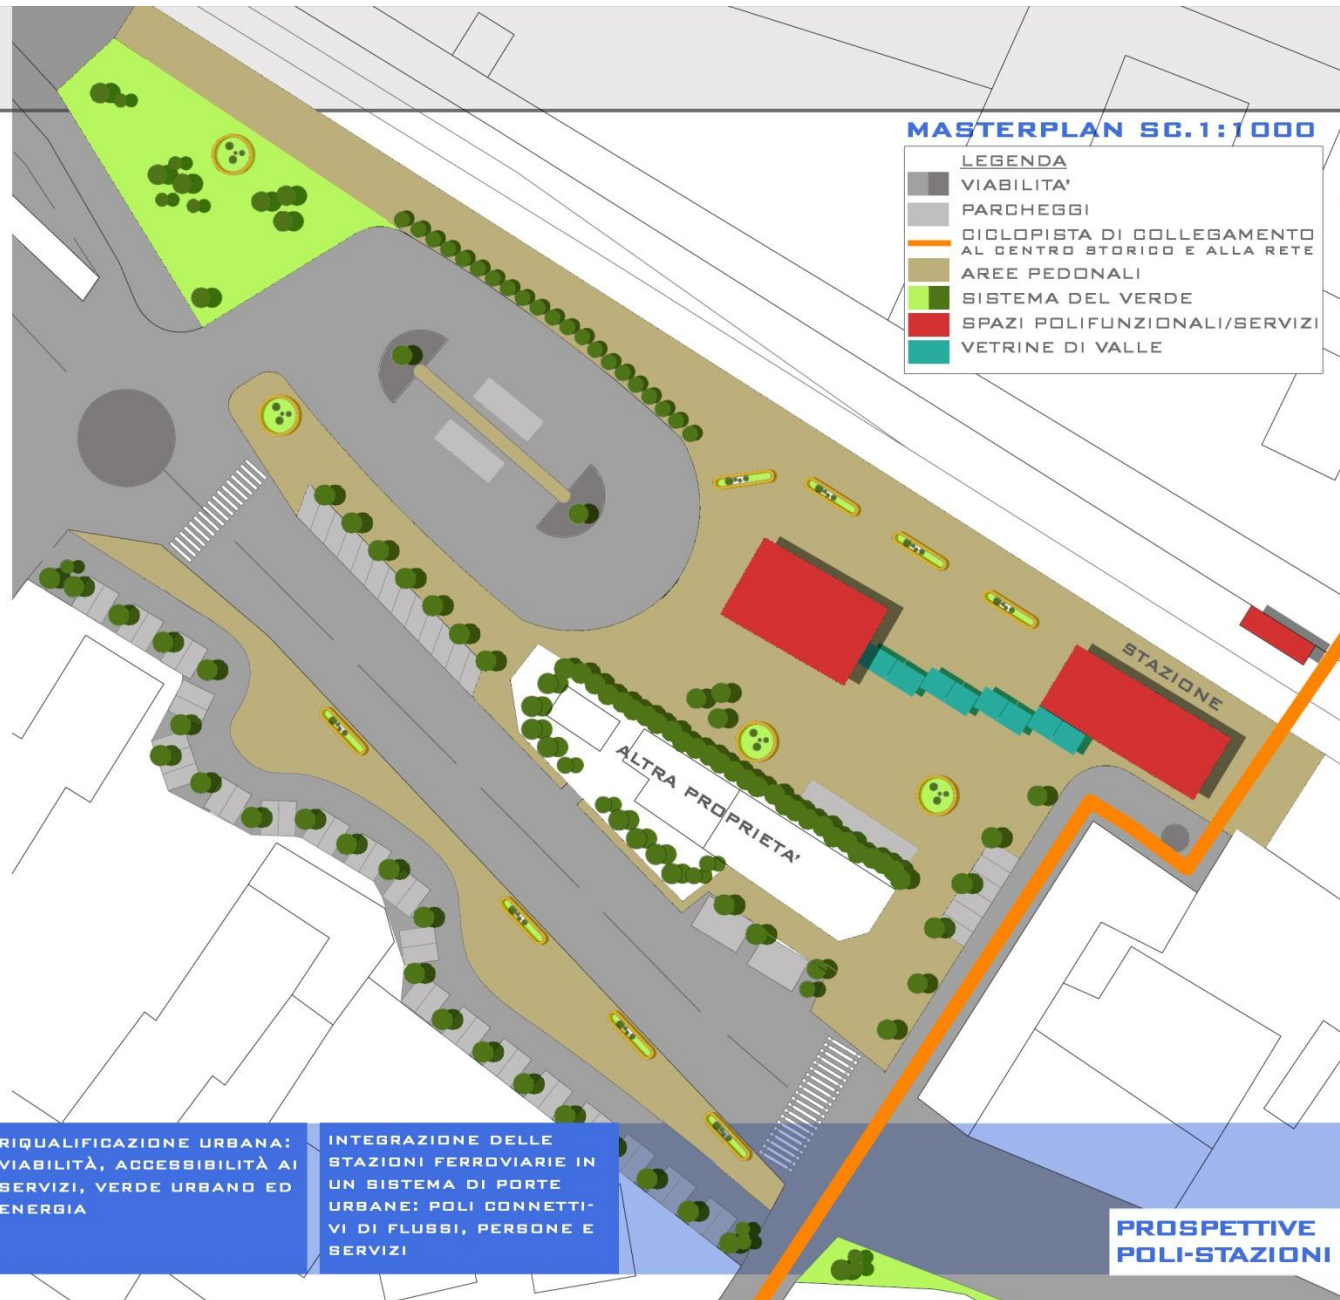 MASTERPLAN SC.1:1000
LEGENDA
VIABILITA'
PARCHEGGI
CICLOPISTA DI COLLEGAMENTO
AL CENTRO STORICO E ALLA RETE
AREE PEDONALI
SISTEMA DEL VERDE
SPAZI POLIFUNZIONALI/SERVIZI
VETRINE DI VALLE
STAZIONE
ALTRA PROPRIETA'
RIQUALIFICAZIONE URBANA:
VIABILITÀ, ACCESSIBILITÀ AI
SERVIZI, VERDE URBANO ED
ENERGIA
INTEGRAZIONE DELLE
STAZIONI FERROVIARIE IN
UN SISTEMA DI PORTE
URBANE: POLI CONNETTI-
VI DI FLUSSI, PERSONE E
SERVIZI
PROSPETTIVE
POLI-STAZIONI